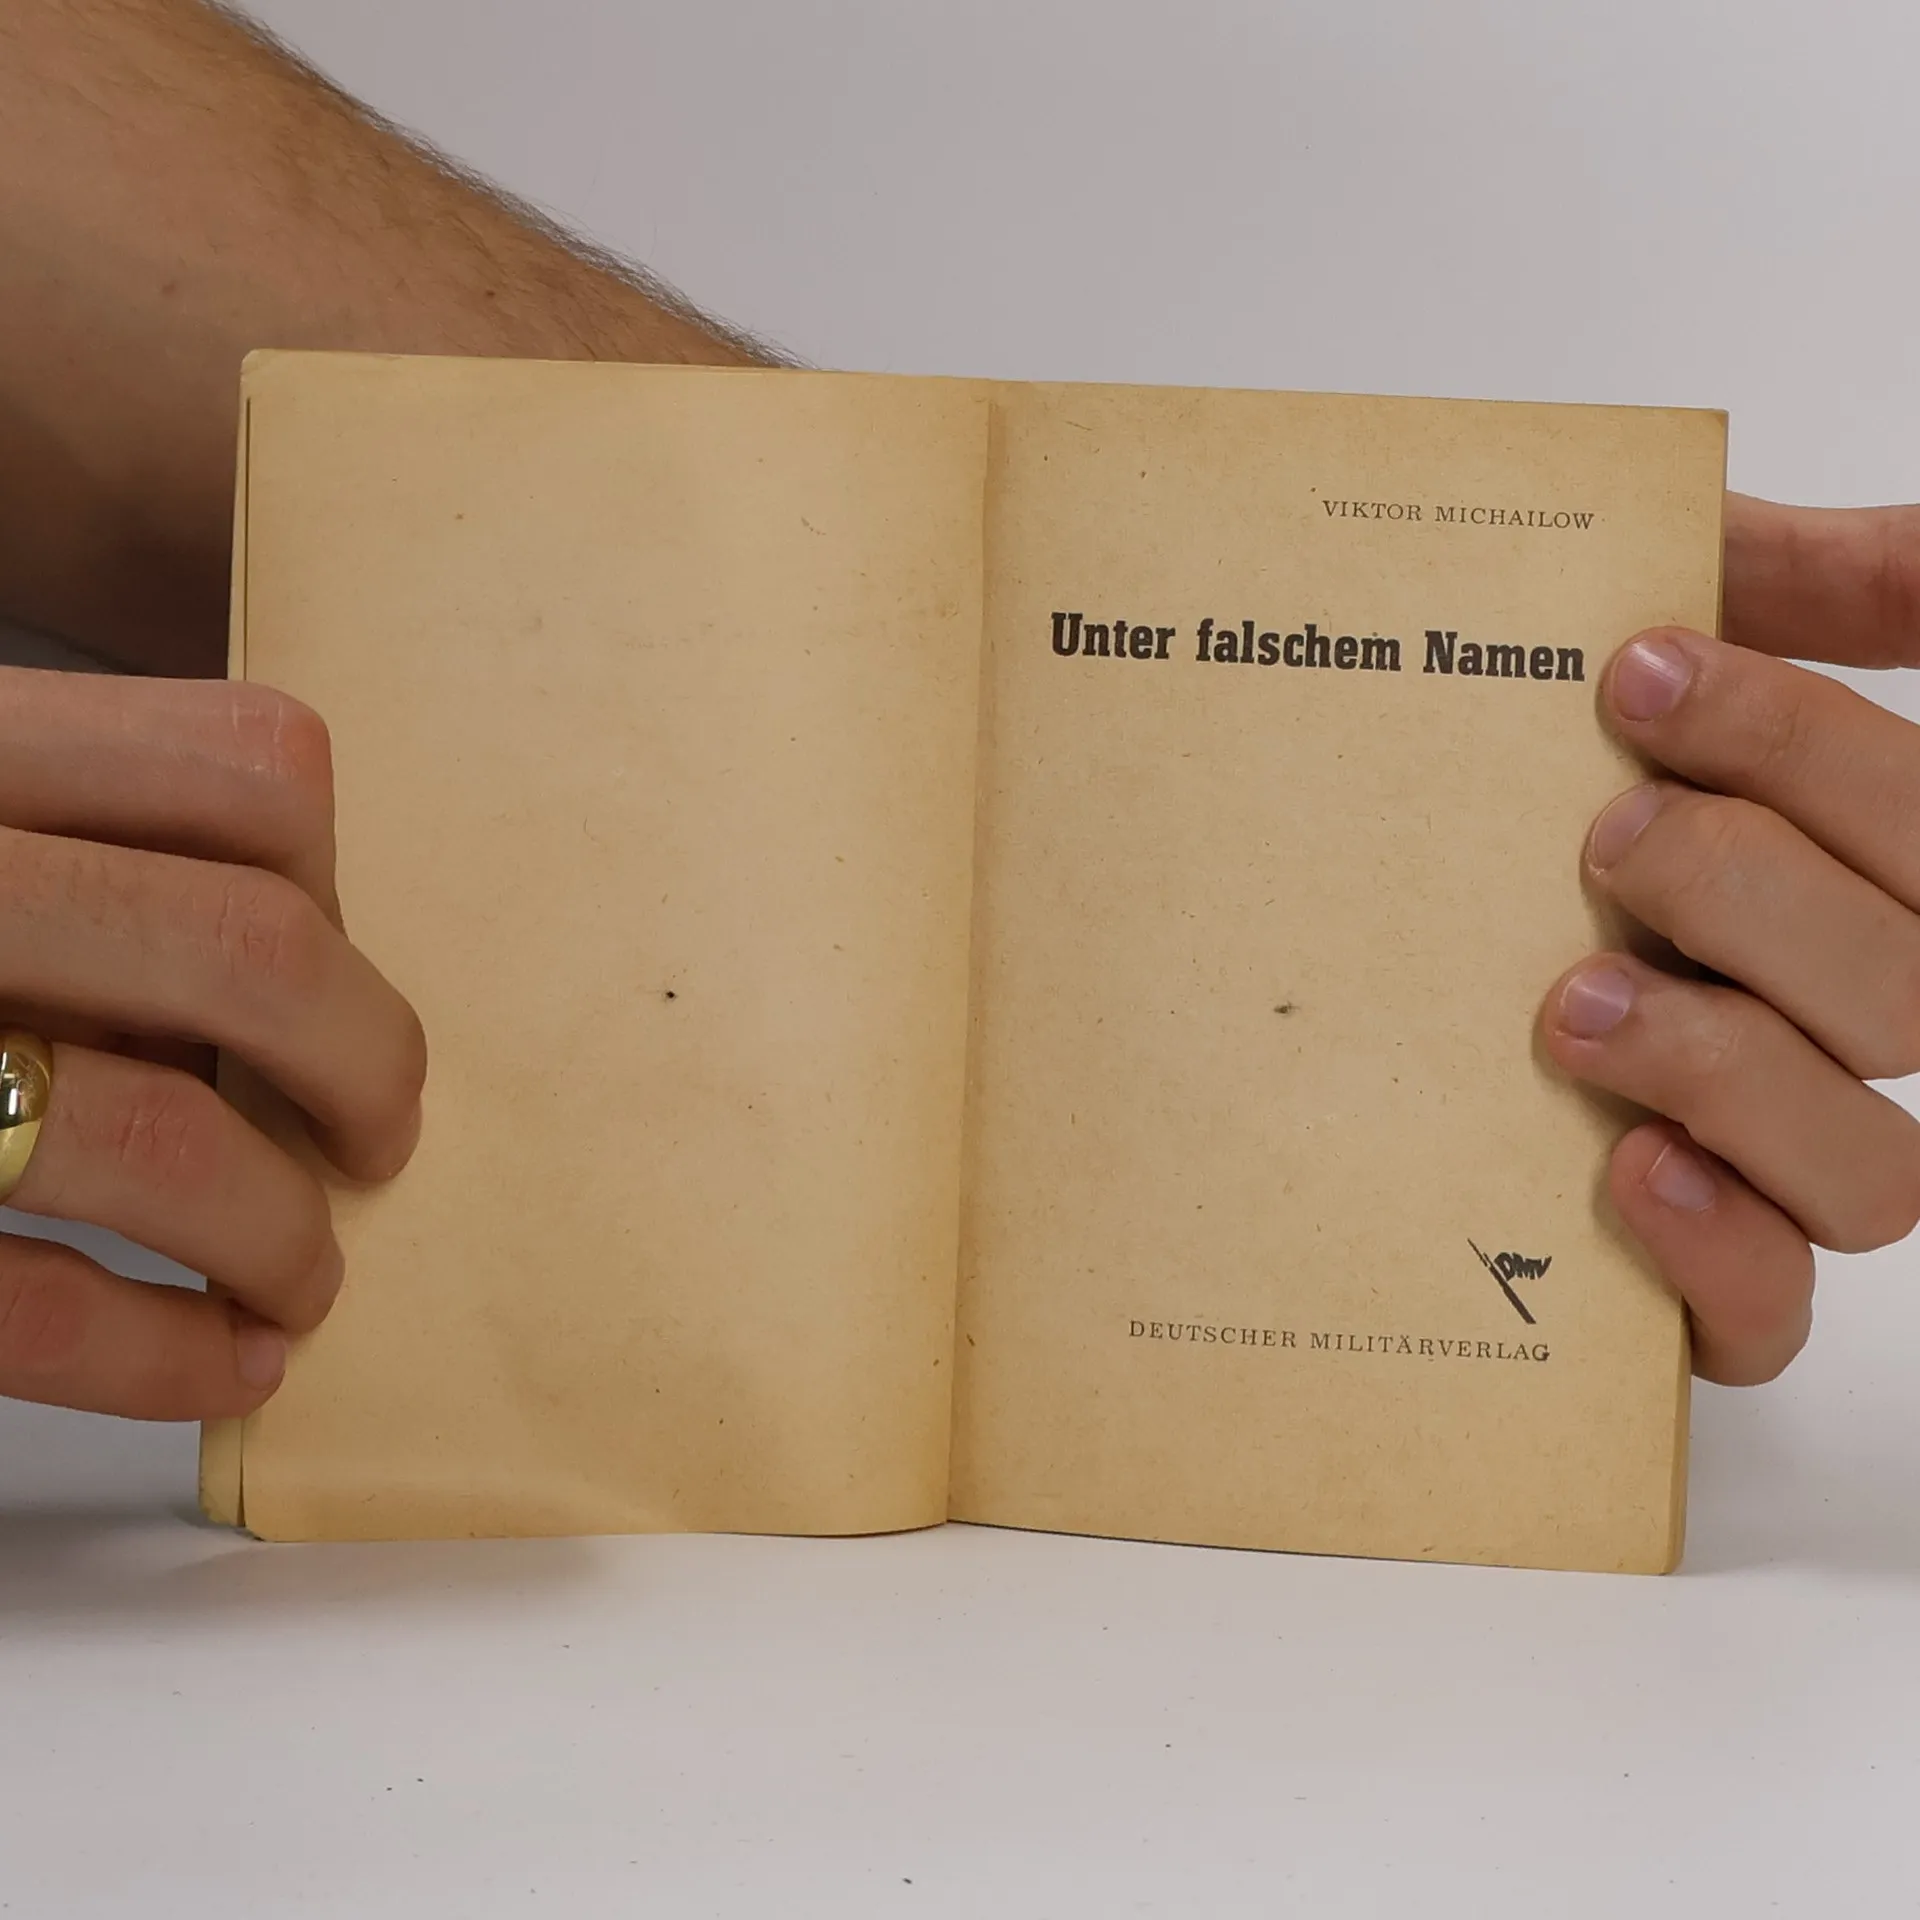 VIKTOR MICHAILOW
Unter falschem Namen
DMV
DEUTSCHER MILITÄRVERLAG